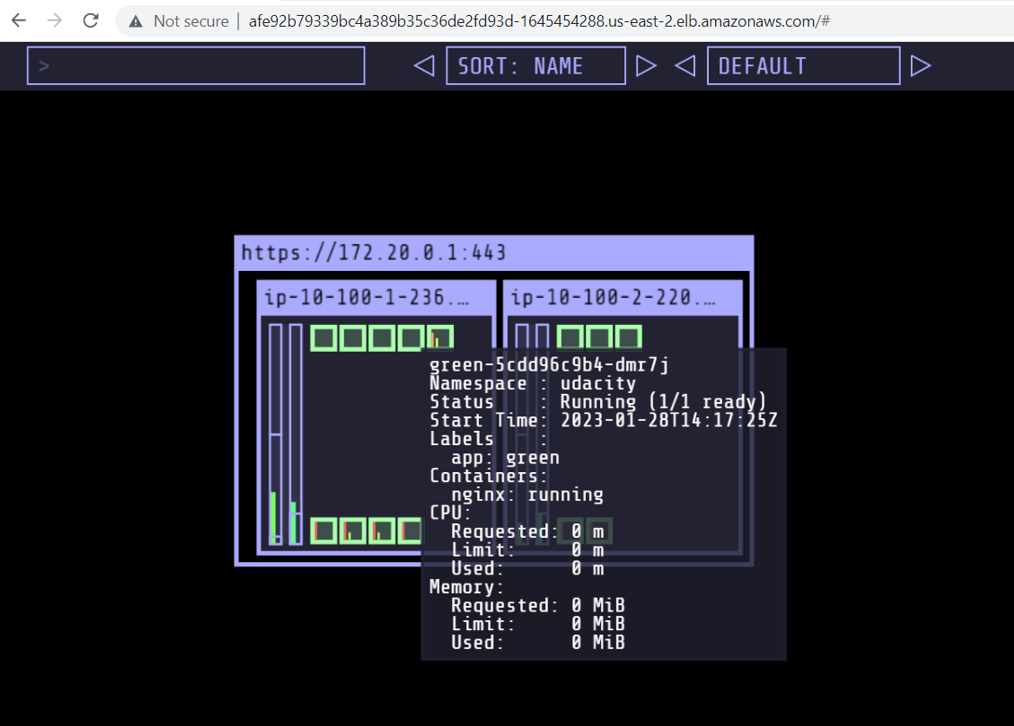 Not secure | afe92b79339bc4a389b35c36de2fd93d-1645454288.us-east-2.elb.amazonaws.com/#
> SORT: NAME DEFAULT
https://172.20.0.1:443
ip-10-100-1-236.… ip-10-100-2-220.…
green-5cdd96c9b4-dmr7j
Namespace : udacity
Status    : Running (1/1 ready)
Start Time: 2023-01-28T14:17:25Z
Labels    :
  app: green
Containers:
  nginx: running
CPU:
  Requested: 0 m
  Limit:     0 m
  Used:      0 m
Memory:
  Requested: 0 MiB
  Limit:     0 MiB
  Used:      0 MiB